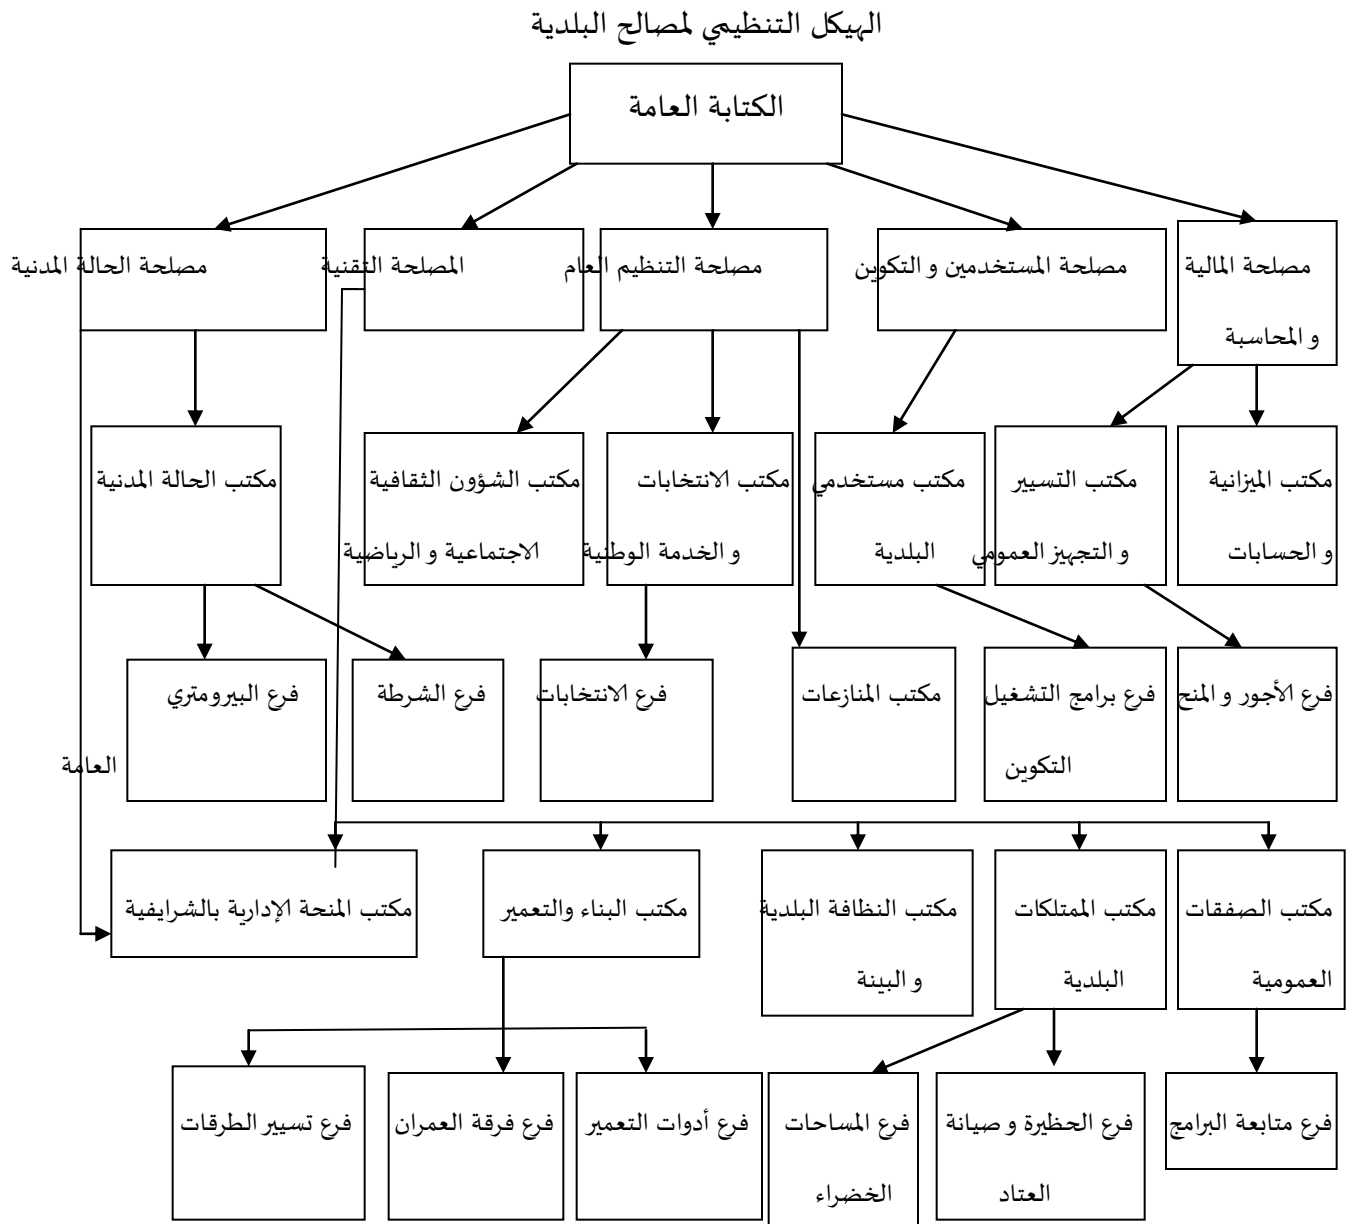 الهيكل التنظيمي لمصالح البلدية
الكتابة العامة
مصلحة المالية
و المحاسبة
مصلحة المستخدمين و التكوين
مصلحة التنظيم العام
المصلحة التقنية
مصلحة الحالة المدنية
مكتب الميزانية
و الحسابات
مكتب التسيير
و التجهيز العمومي
مكتب مستخدمي
البلدية
مكتب الانتخابات
و الخدمة الوطنية
مكتب الشؤون الثقافية
الاجتماعية و الرياضية
مكتب الحالة المدنية
فرع الأجور و المنح
فرع برامج التشغيل
التكوين
مكتب المنازعات
فرع الانتخابات
فرع الشرطة
العامة
فرع البيرومتري
مكتب الصفقات
العمومية
مكتب الممتلكات
البلدية
مكتب النظافة البلدية
و البينة
مكتب البناء والتعمير
مكتب المنحة الإدارية بالشرايفية
فرع متابعة البرامج
فرع الحظيرة و صيانة
العتاد
فرع المساحات
الخضراء
فرع أدوات التعمير
فرع فرقة العمران
فرع تسيير الطرقات